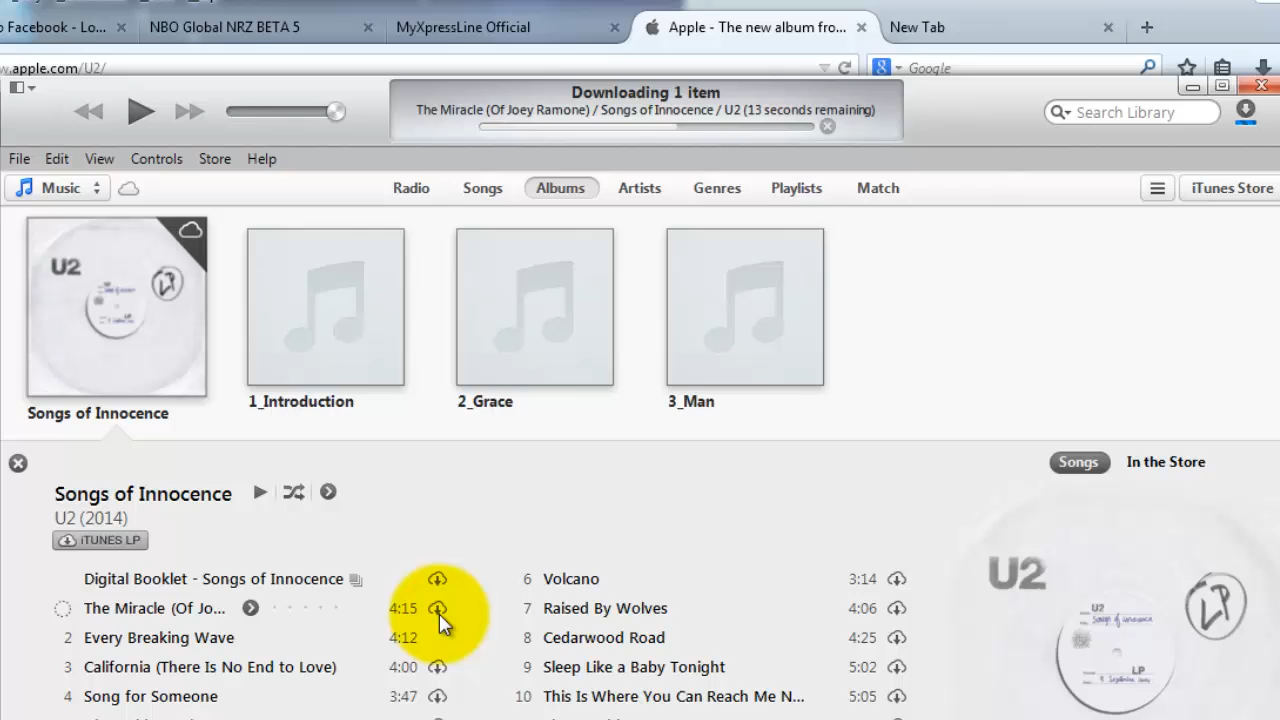 Facebook - Lo...
NBO Global NRZ BETA 5
MyXpressLine Official
Apple - The new album fro...
New Tab
w.apple.com/U2/
Google
Downloading 1 item
The Miracle (Of Joey Ramone) / Songs of Innocence / U2 (13 seconds remaining)
Search Library
File Edit View Controls Store Help
Music
Radio Songs Albums Artists Genres Playlists Match
iTunes Store
U2
Songs of Innocence
1_Introduction
2_Grace
3_Man
Songs
In the Store
Songs of Innocence
U2 (2014)
iTUNES LP
Digital Booklet - Songs of Innocence
The Miracle (Of Jo... 4:15
2 Every Breaking Wave 4:12
3 California (There Is No End to Love) 4:00
4 Song for Someone 3:47
6 Volcano 3:14
7 Raised By Wolves 4:06
8 Cedarwood Road 4:25
9 Sleep Like a Baby Tonight 5:02
10 This Is Where You Can Reach Me N... 5:05
U2
LP
U2
Songs of innocence
LP